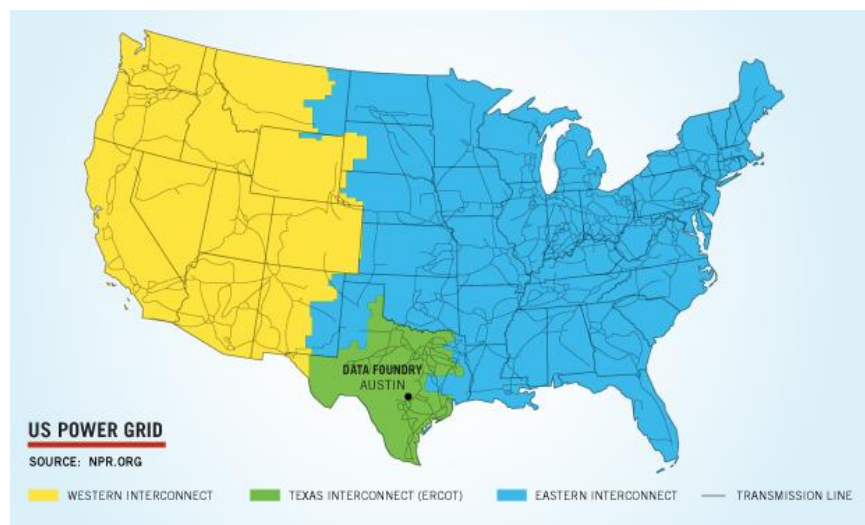 DATA FOUNDRY
AUSTIN
US POWER GRID
SOURCE: NPR.ORG
WESTERN INTERCONNECT
TEXAS INTERCONNECT (ERCOT)
EASTERN INTERCONNECT
TRANSMISSION LINE